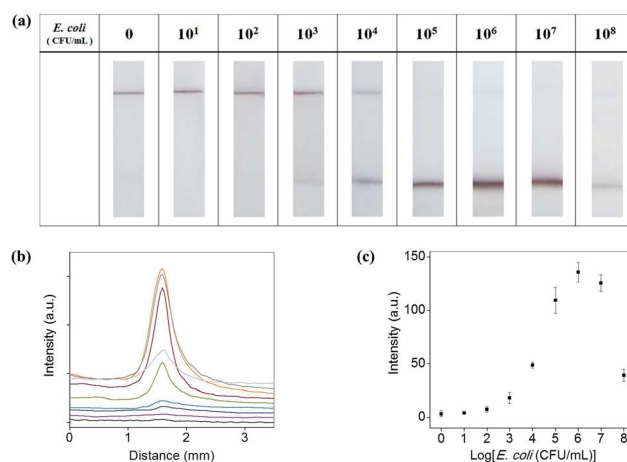 (a)
E. coli 0 10¹ 10² 10³ 10⁴ 10⁵ 10⁶ 10⁷ 10⁸
( CFU/mL)
(b)
Intensity (a.u.)
0 1 2 3
Distance (mm)
(c)
Intensity (a.u.)
150
100
50
0
0 1 2 3 4 5 6 7 8
Log[E. coli (CFU/mL)]